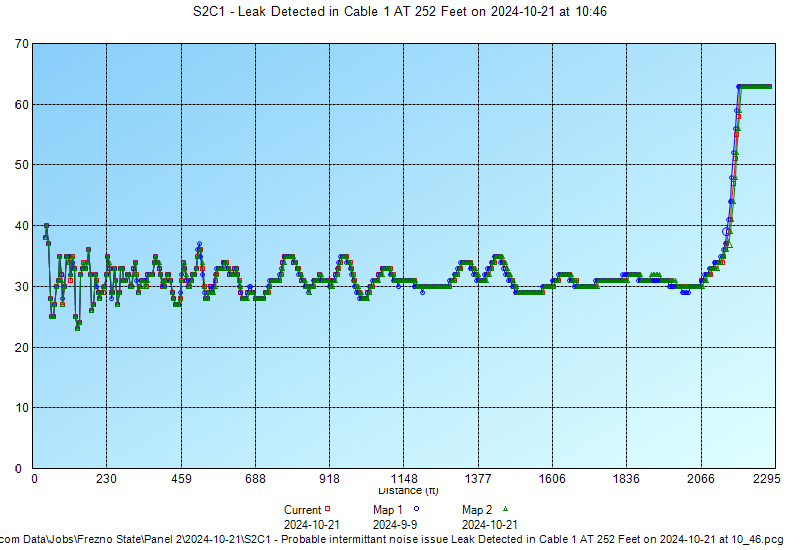 S2C1 - Leak Detected in Cable 1 AT 252 Feet on 2024-10-21 at 10:46
70
60
50
40
30
20
10
0
0 230 459 688 918 1148 1377 1606 1836 2066 2295
Distance (ft)
Current Map 1 Map 2
2024-10-21 2024-9-9 2024-10-21
com Data\Jobs\Frezno State\Panel 2\2024-10-21\S2C1 - Probable intermittant noise issue Leak Detected in Cable 1 AT 252 Feet on 2024-10-21 at 10_46.pcg